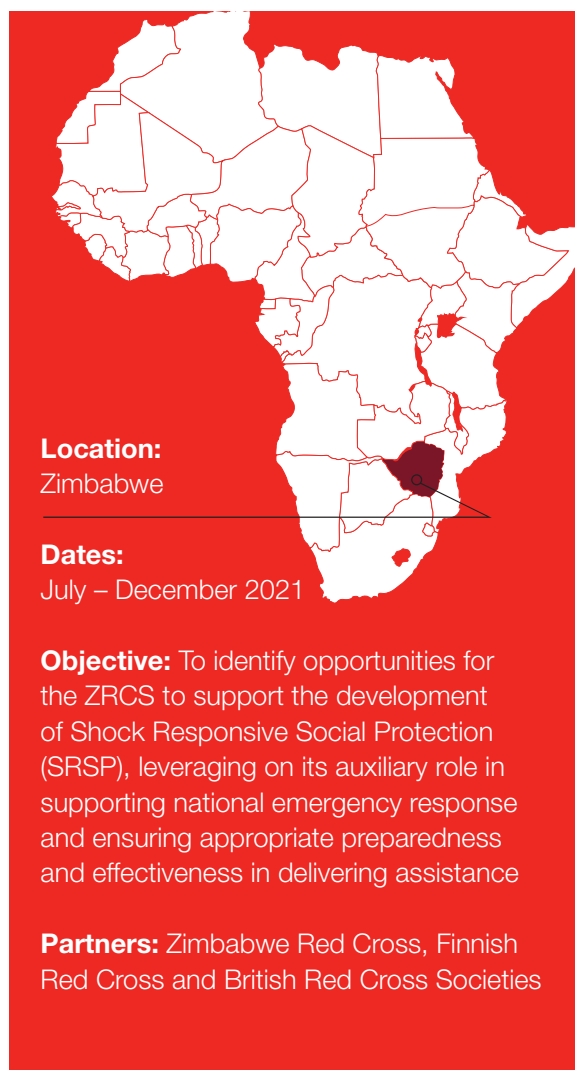 Location:
Zimbabwe
Dates:
July – December 2021
Objective: To identify opportunities for
the ZRCS to support the development
of Shock Responsive Social Protection
(SRSP), leveraging on its auxiliary role in
supporting national emergency response
and ensuring appropriate preparedness
and effectiveness in delivering assistance
Partners: Zimbabwe Red Cross, Finnish
Red Cross and British Red Cross Societies